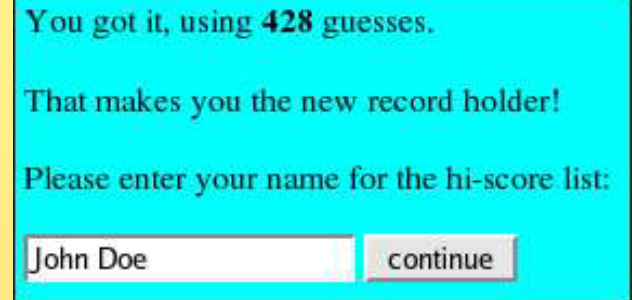 You got it, using 428 guesses.
That makes you the new record holder!
Please enter your name for the hi-score list:
John Doe continue